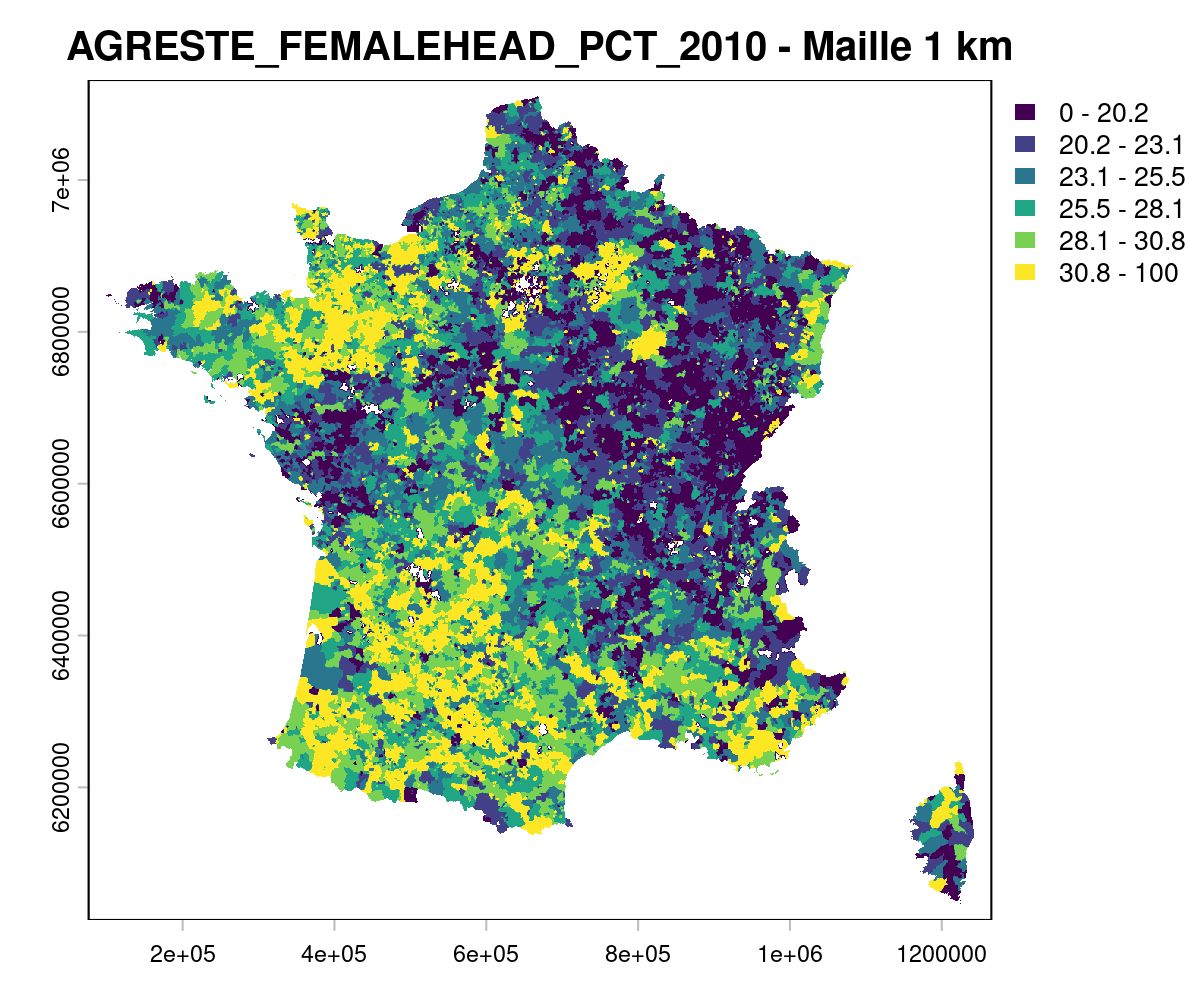 AGRESTE_FEMALEHEAD_PCT_2010 - Maille 1 km
0 - 20.2
20.2 - 23.1
23.1 - 25.5
25.5 - 28.1
28.1 - 30.8
30.8 - 100
7e+06
6800000
6600000
6400000
6200000
2e+05
4e+05
6e+05
8e+05
1e+06
1200000